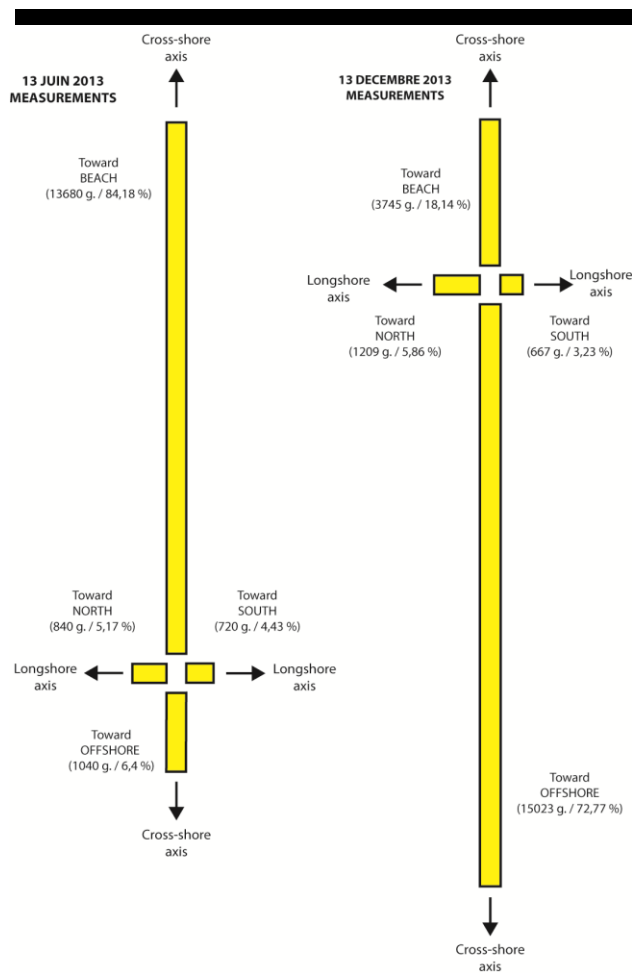 Cross-shore
axis
13 JUIN 2013
MEASUREMENTS
Toward
BEACH
(13680 g. / 84,18 %)
Toward
NORTH
(840 g. / 5,17 %)
Toward
SOUTH
(720 g. / 4,43 %)
Longshore
axis
Longshore
axis
Toward
OFFSHORE
(1040 g. / 6,4 %)
Cross-shore
axis
Cross-shore
axis
13 DECEMBRE 2013
MEASUREMENTS
Toward
BEACH
(3745 g. / 18,14 %)
Longshore
axis
Longshore
axis
Toward
NORTH
(1209 g. / 5,86 %)
Toward
SOUTH
(667 g. / 3,23 %)
Toward
OFFSHORE
(15023 g. / 72,77 %)
Cross-shore
axis